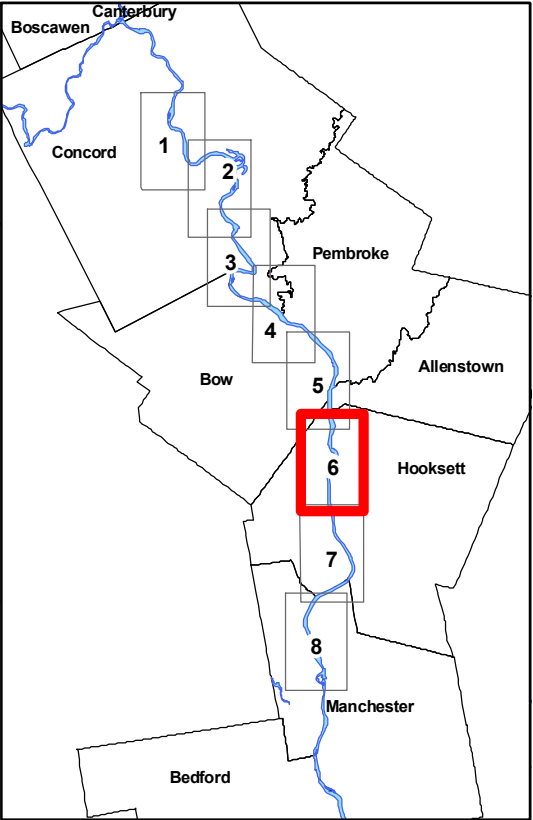 Canterbury
Boscawen
Concord
1
2
Pembroke
3
4
Allenstown
Bow
5
6
Hooksett
7
8
Manchester
Bedford